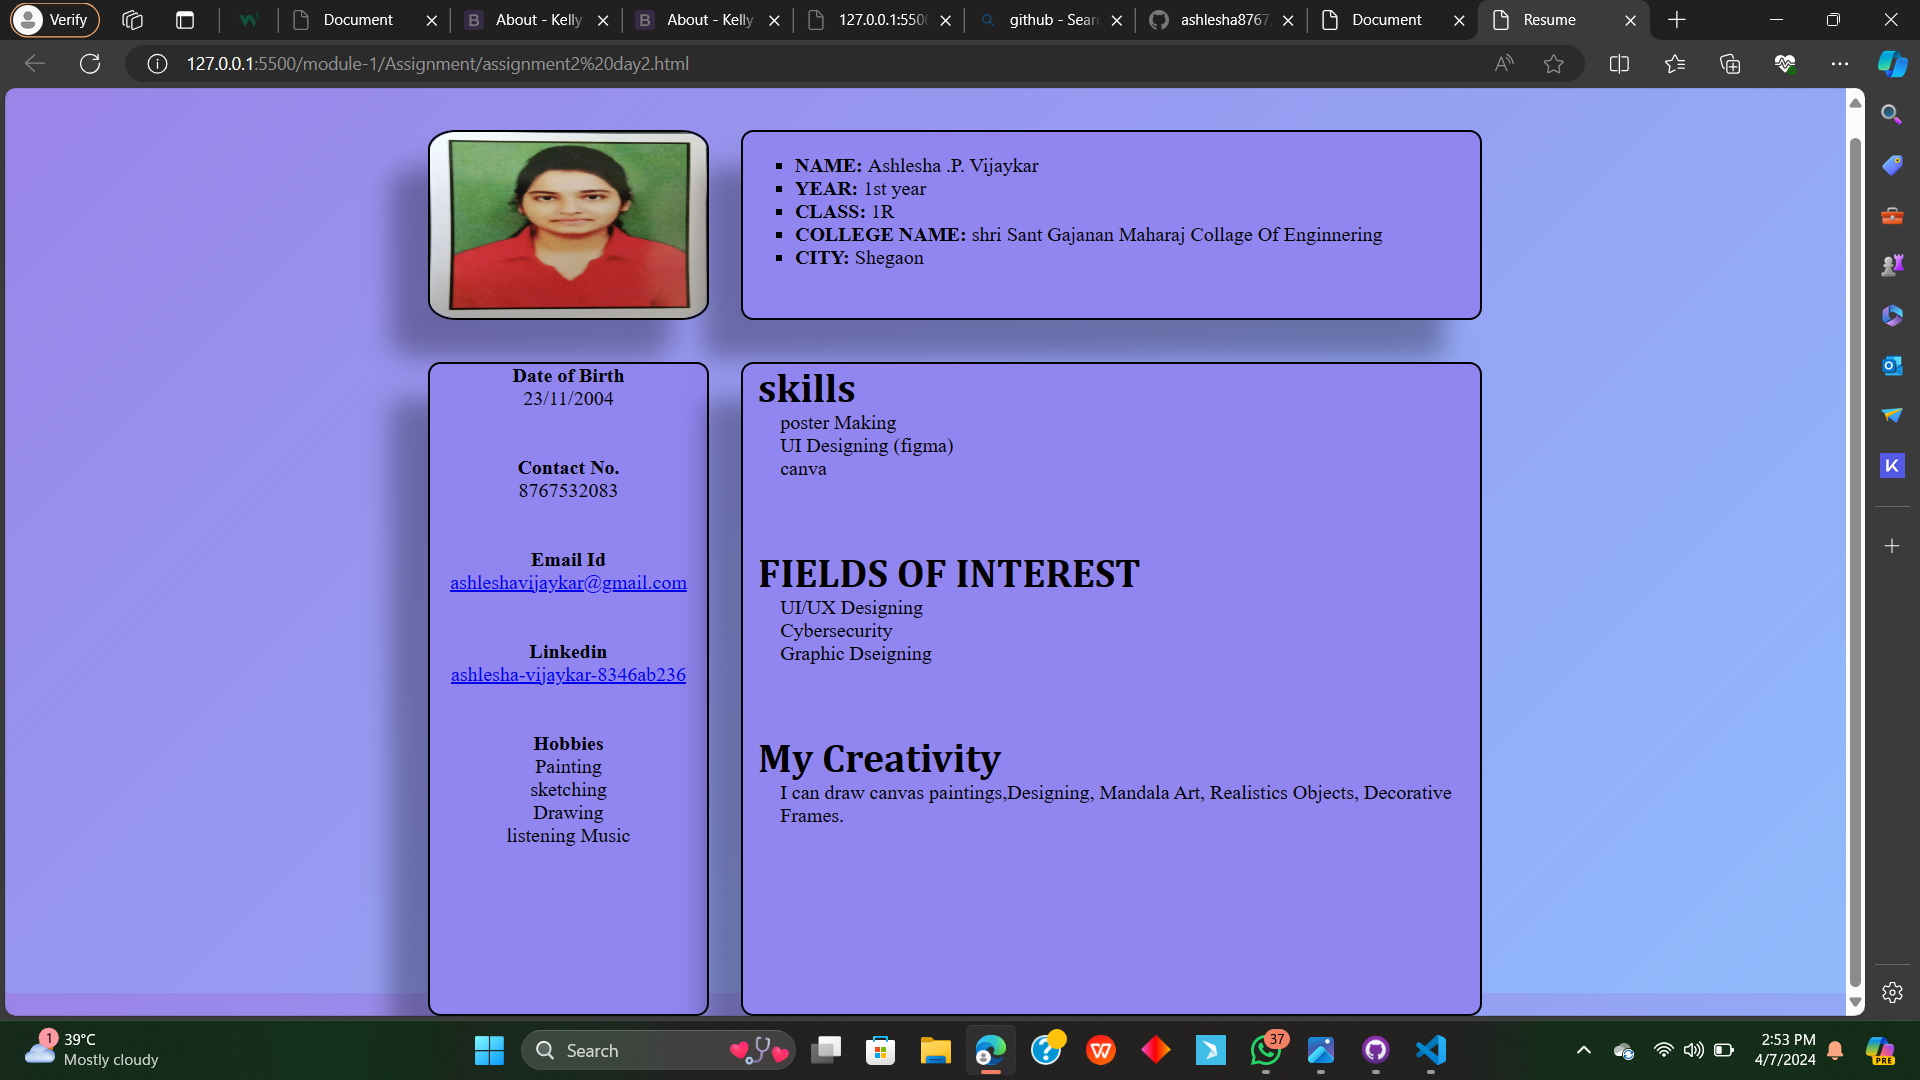 Verify
Document
About - Kelly
About - Kelly
127.0.0.1:5500
github - Sear
ashlesha8767
Document
Resume
127.0.0.1:5500/module-1/Assignment/assignment2%20day2.html
NAME: Ashlesha .P. Vijaykar
YEAR: 1st year
CLASS: 1R
COLLEGE NAME: shri Sant Gajanan Maharaj Collage Of Enginnering
CITY: Shegaon
Date of Birth
23/11/2004
Contact No.
8767532083
Email Id
ashleshavijaykar@gmail.com
Linkedin
ashlesha-vijaykar-8346ab236
Hobbies
Painting
sketching
Drawing
listening Music
skills
poster Making
UI Designing (figma)
canva
FIELDS OF INTEREST
UI/UX Designing
Cybersecurity
Graphic Dseigning
My Creativity
I can draw canvas paintings,Designing, Mandala Art, Realistics Objects, Decorative
Frames.
1
39°C
Mostly cloudy
Search
37
2:53 PM
4/7/2024
PRE